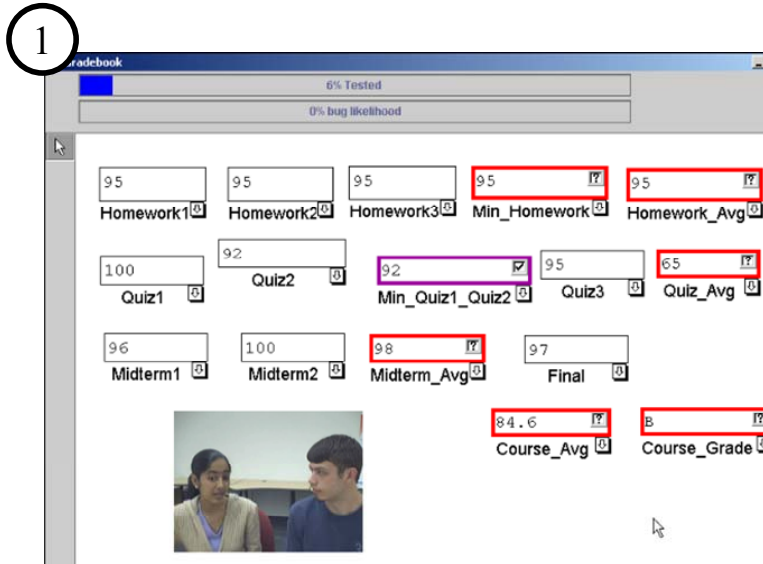 1
radebook
6% Tested
0% bug likelihood
95 95 95 95 ? 95 ?
Homework1 Homework2 Homework3 Min_Homework Homework_Avg
100 92 92 95 65 ?
Quiz1 Quiz2 Min_Quiz1_Quiz2 Quiz3 Quiz_Avg
96 100 98 ? 97
Midterm1 Midterm2 Midterm_Avg Final
84.6 ? B ?
Course_Avg Course_Grade